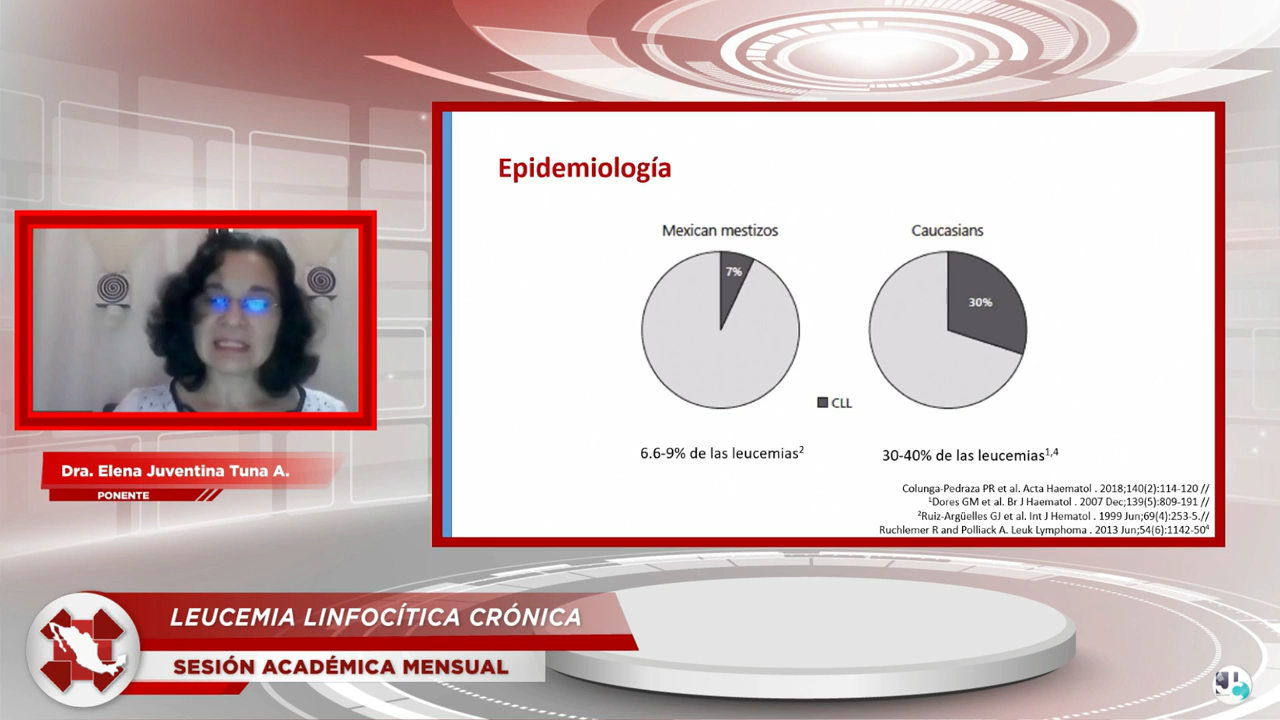 Epidemiología
Mexican mestizos
Caucasians
7%
30%
CLL
6.6-9% de las leucemias²
30-40% de las leucemias¹,⁴
Colunga-Pedraza PR et al. Acta Haematol . 2018;140(2):114-120 //
¹Dores GM et al. Br J Haematol . 2007 Dec;139(5):809-191 //
²Ruiz-Argüelles GJ et al. Int J Hematol . 1999 Jun;69(4):253-5.//
Ruchlemer R and Polliack A. Leuk Lymphoma . 2013 Jun;54(6):1142-50⁴
Dra. Elena Juventina Tuna A.
PONENTE
LEUCEMIA LINFOCÍTICA CRÓNICA
SESIÓN ACADÉMICA MENSUAL